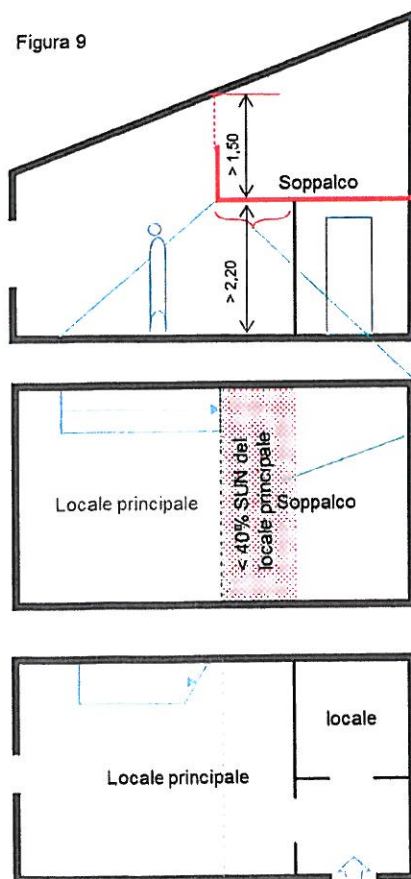 Figura 9
> 1,50
Soppalco
> 2,20
Locale principale
< 40% SUN del
locale principale
Soppalco
locale
Locale principale